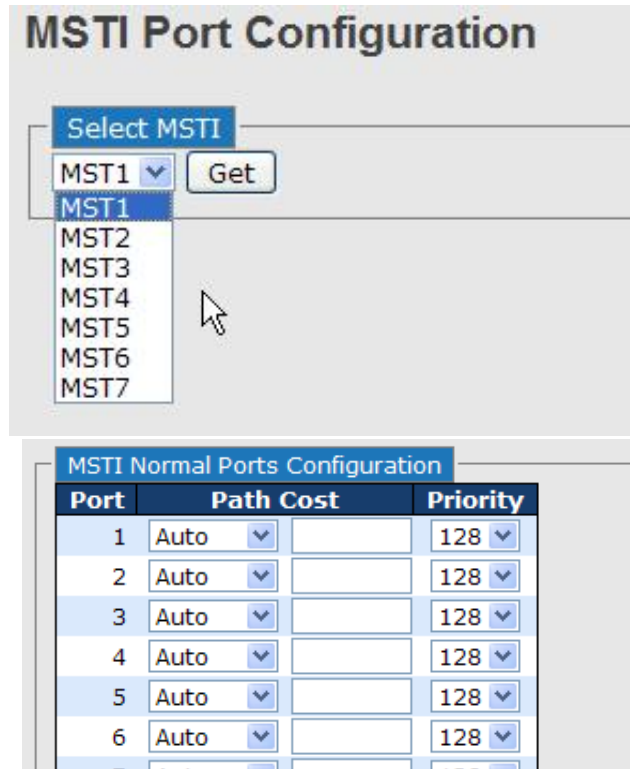 MSTI Port Configuration
Select MSTI
MST1 Get
MST1
MST2
MST3
MST4
MST5
MST6
MST7
MSTI Normal Ports Configuration
Port Path Cost Priority
1 Auto 128
2 Auto 128
3 Auto 128
4 Auto 128
5 Auto 128
6 Auto 128